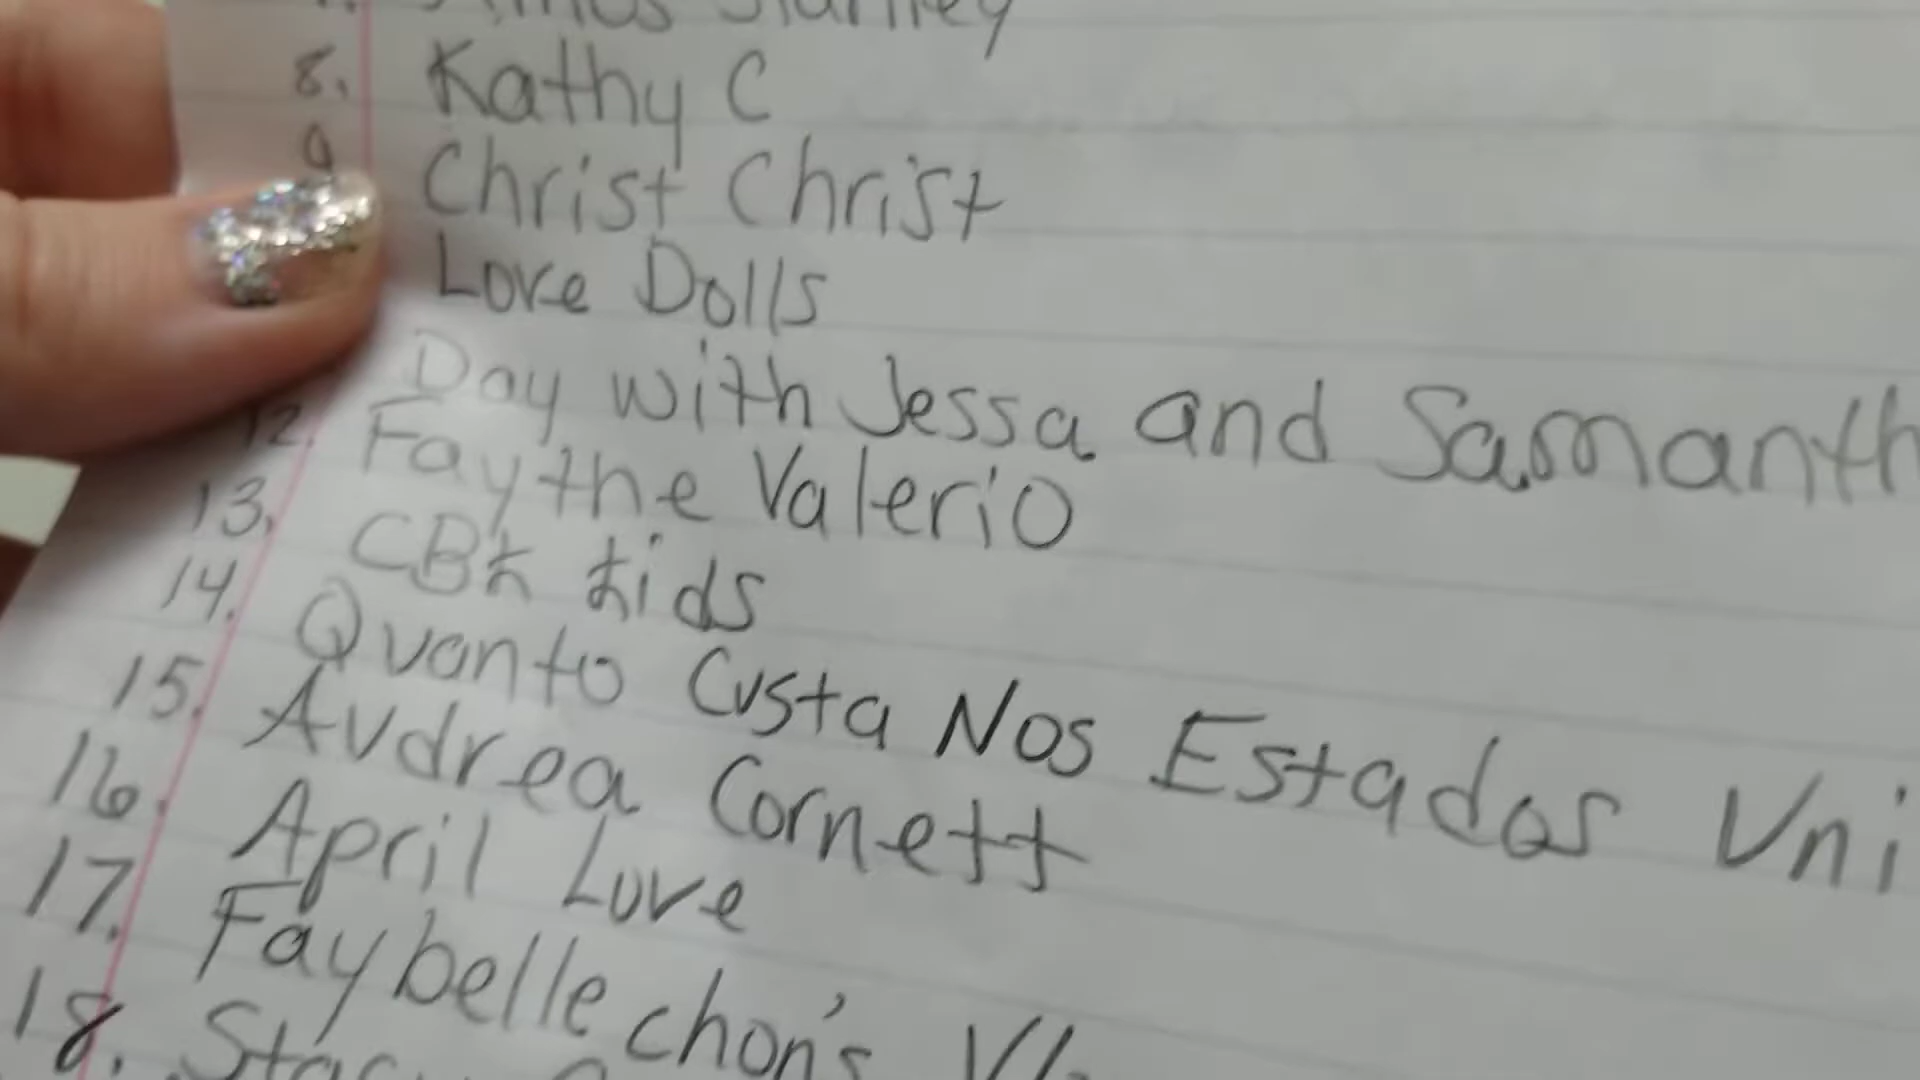 8. Kathy C
9 Christ Christ
Love Dolls
Day with Jessa and Samanth
12. Faythe Valerio
13. CBK Kids
14. Quanto Custa Nos Estados Uni
15. Audrea Cornett
16. April Love
17. Faybelle chon's
18.